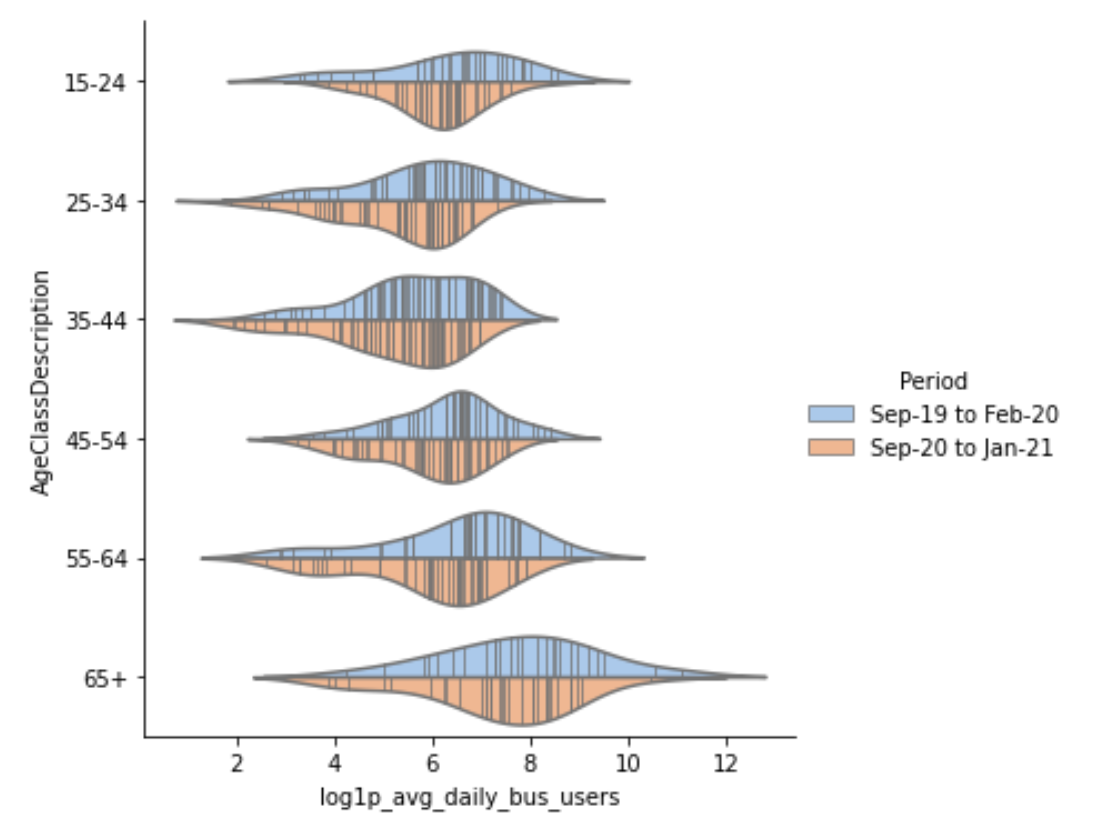 AgeClassDescription
15-24
25-34
35-44
45-54
55-64
65+
2 4 6 8 10 12
log1p_avg_daily_bus_users
Period
Sep-19 to Feb-20
Sep-20 to Jan-21